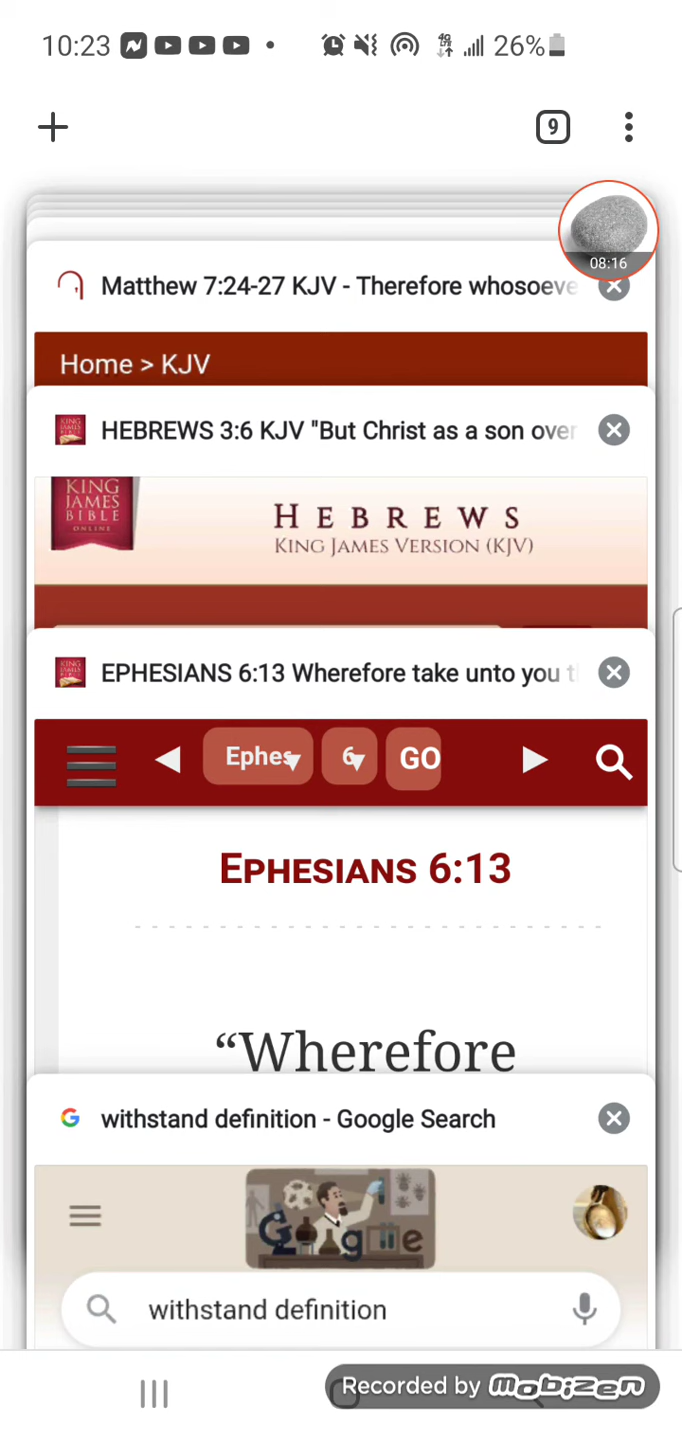 10:23 26%
9
08:16
Matthew 7:24-27 KJV - Therefore whosoeve
Home > KJV
HEBREWS 3:6 KJV "But Christ as a son over
KING JAMES BIBLE ONLINE
HEBREWS
KING JAMES VERSION (KJV)
EPHESIANS 6:13 Wherefore take unto you t
Ephes 6 GO
EPHESIANS 6:13
“Wherefore
withstand definition - Google Search
withstand definition
Recorded by mobizen